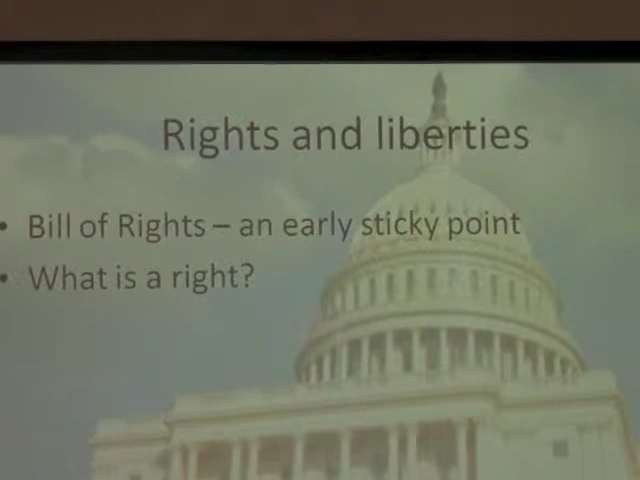 Rights and liberties
• Bill of Rights – an early sticky point
• What is a right?